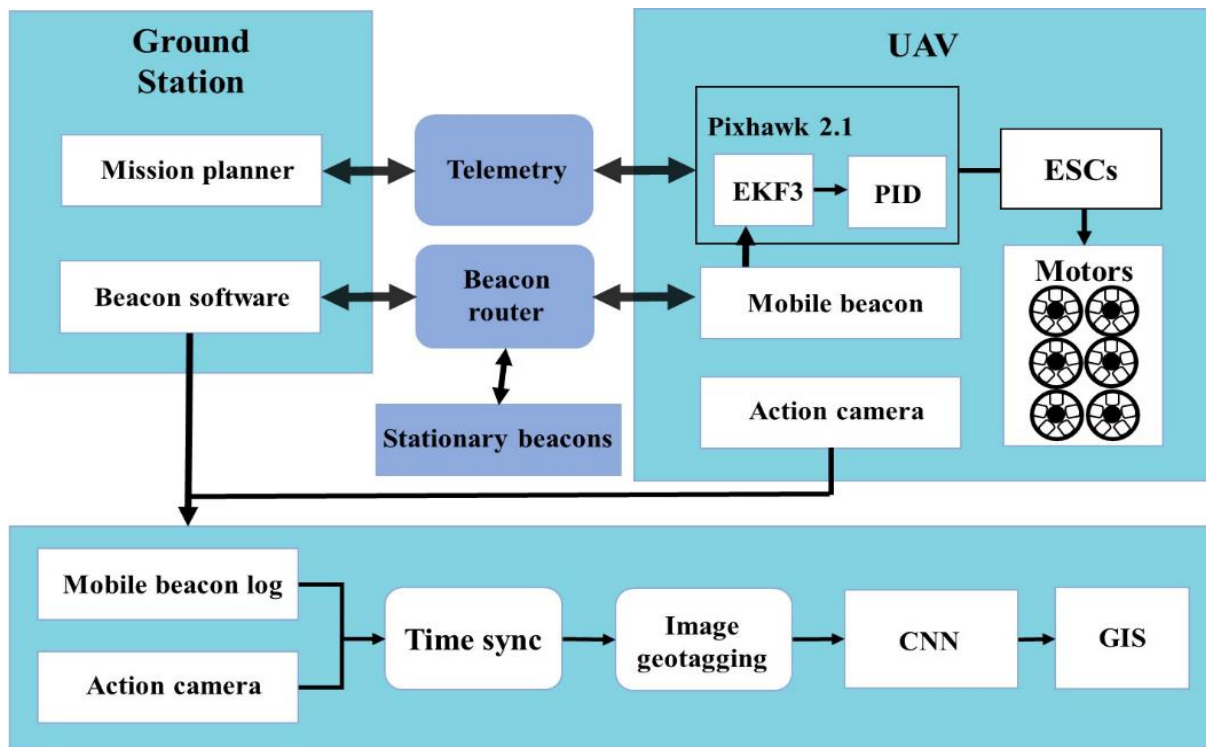 Ground
Station
Mission planner
Beacon software
Telemetry
Beacon
router
Stationary beacons
UAV
Pixhawk 2.1
EKF3
PID
ESCs
Mobile beacon
Action camera
Motors
Mobile beacon log
Action camera
Time sync
Image
geotagging
CNN
GIS